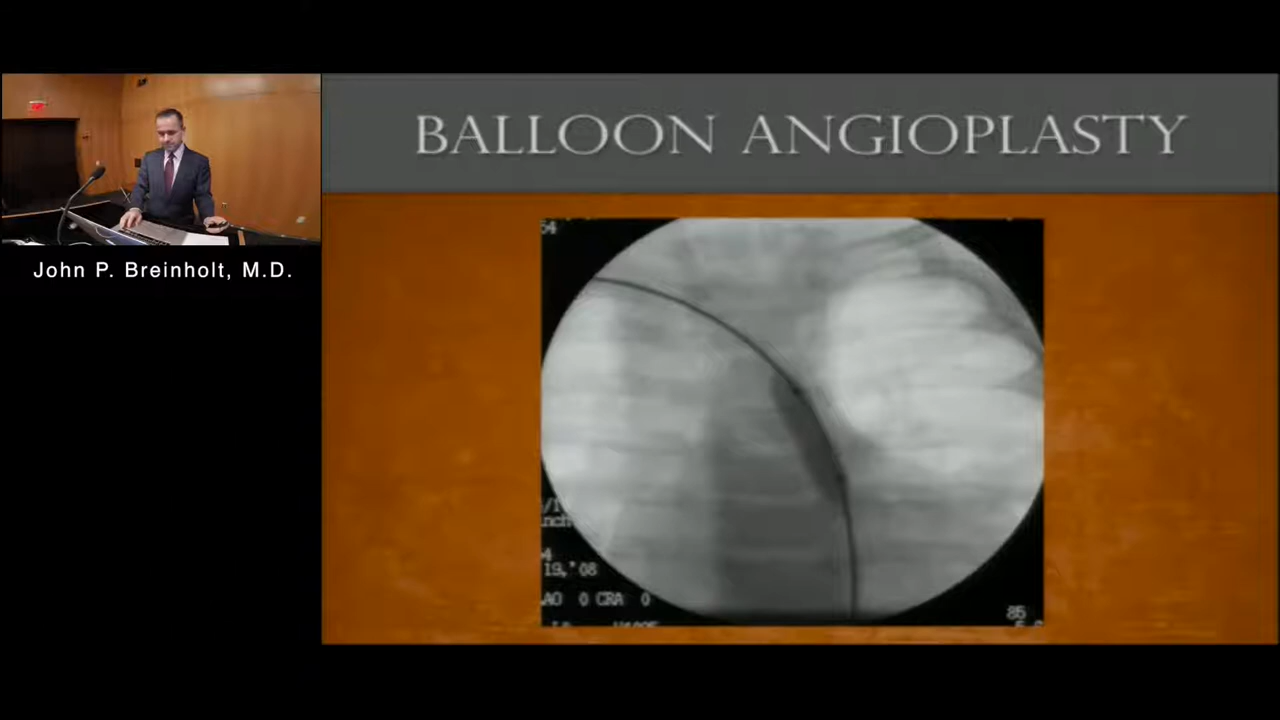 BALLOON ANGIOPLASTY
John P. Breinholt, M.D.
54
19,'08
AO 0 CRA 0
85